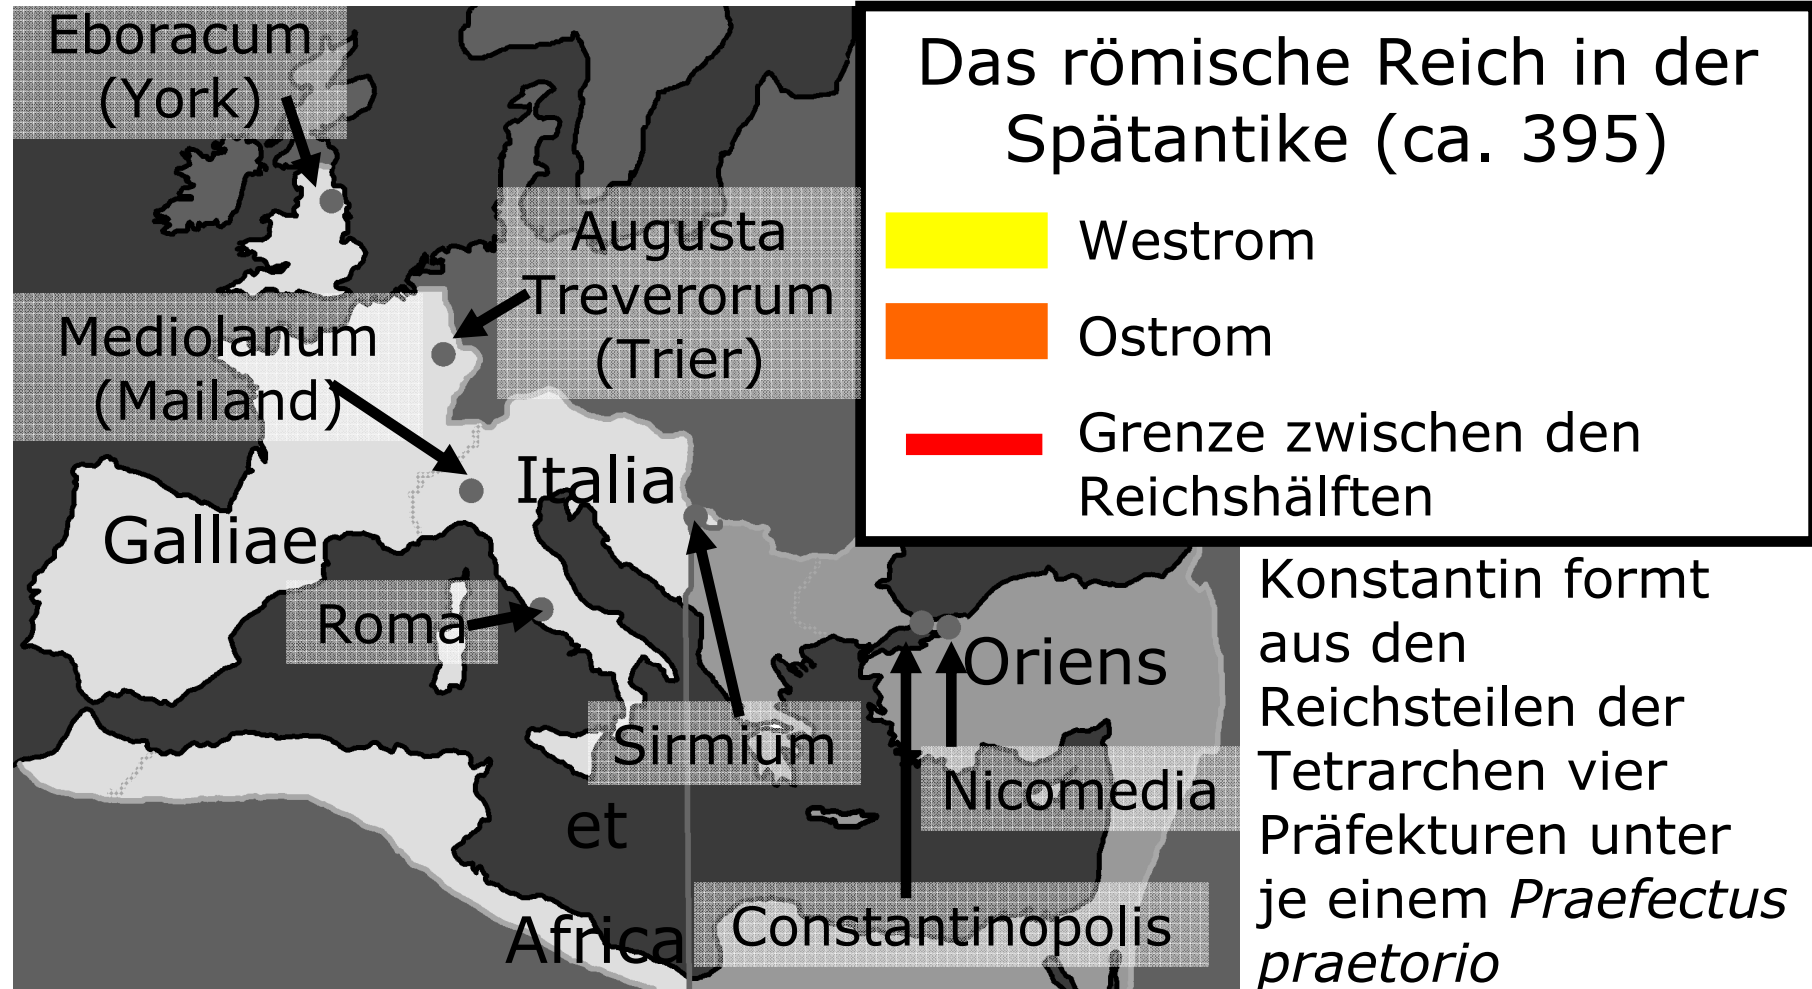 Eboracum
(York)
Das römische Reich in der
Spätantike (ca. 395)
Westrom
Ostrom
Grenze zwischen den
Reichshälften
Augusta
Treverorum
(Trier)
Mediolanum
(Mailand)
Italia
Galliae
Roma
Sirmium
Oriens
Nicomedia
et
Africa
Constantinopolis
Konstantin formt
aus den
Reichsteilen der
Tetrarchen vier
Präfekturen unter
je einem Praefectus
praetorio